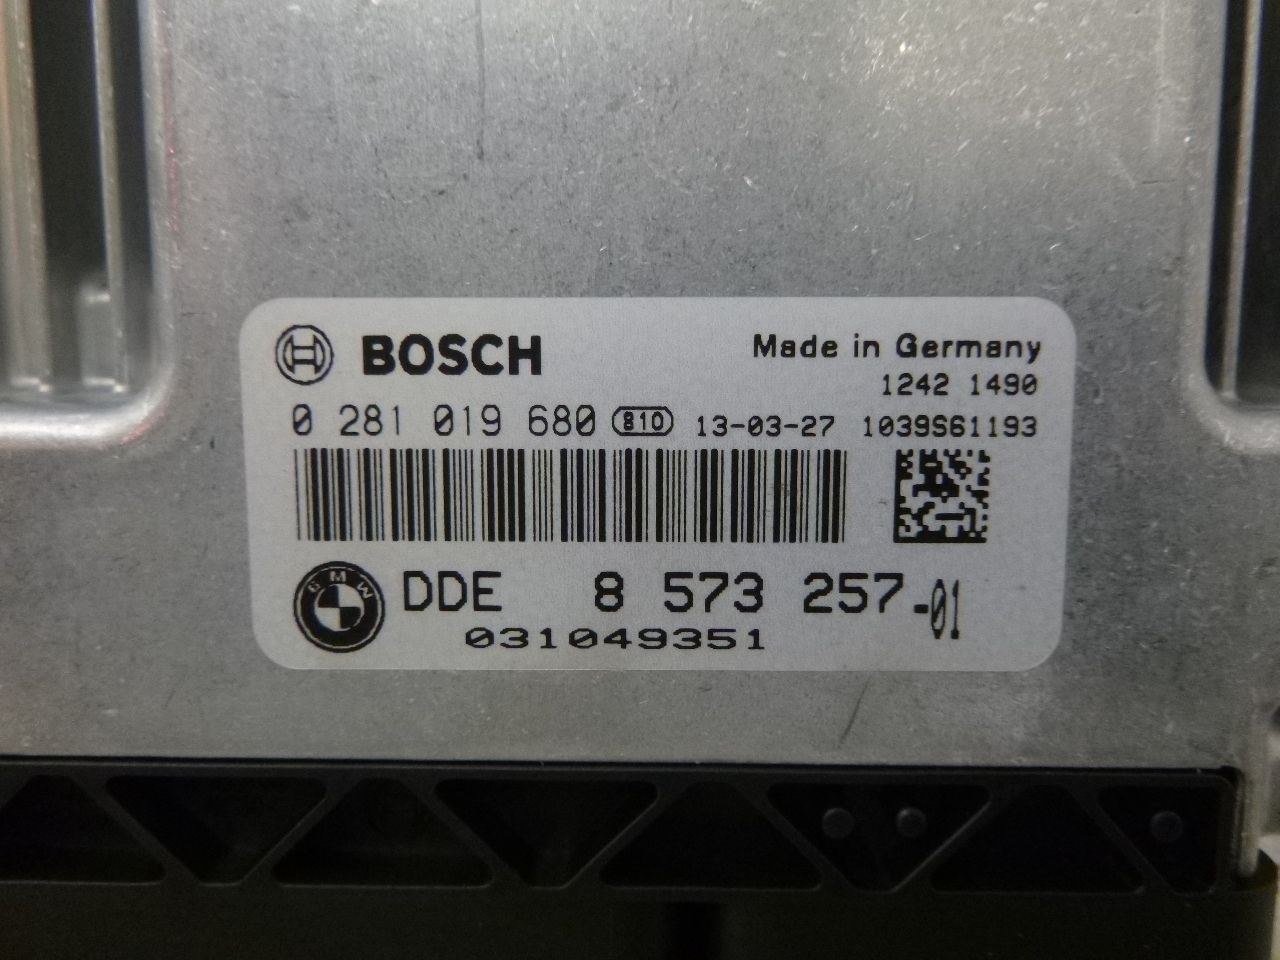 BOSCH
Made in Germany
1242 1490
0 281 019 680 810 13-03-27 1039S61193
BMW DDE 8 573 257-01
031049351